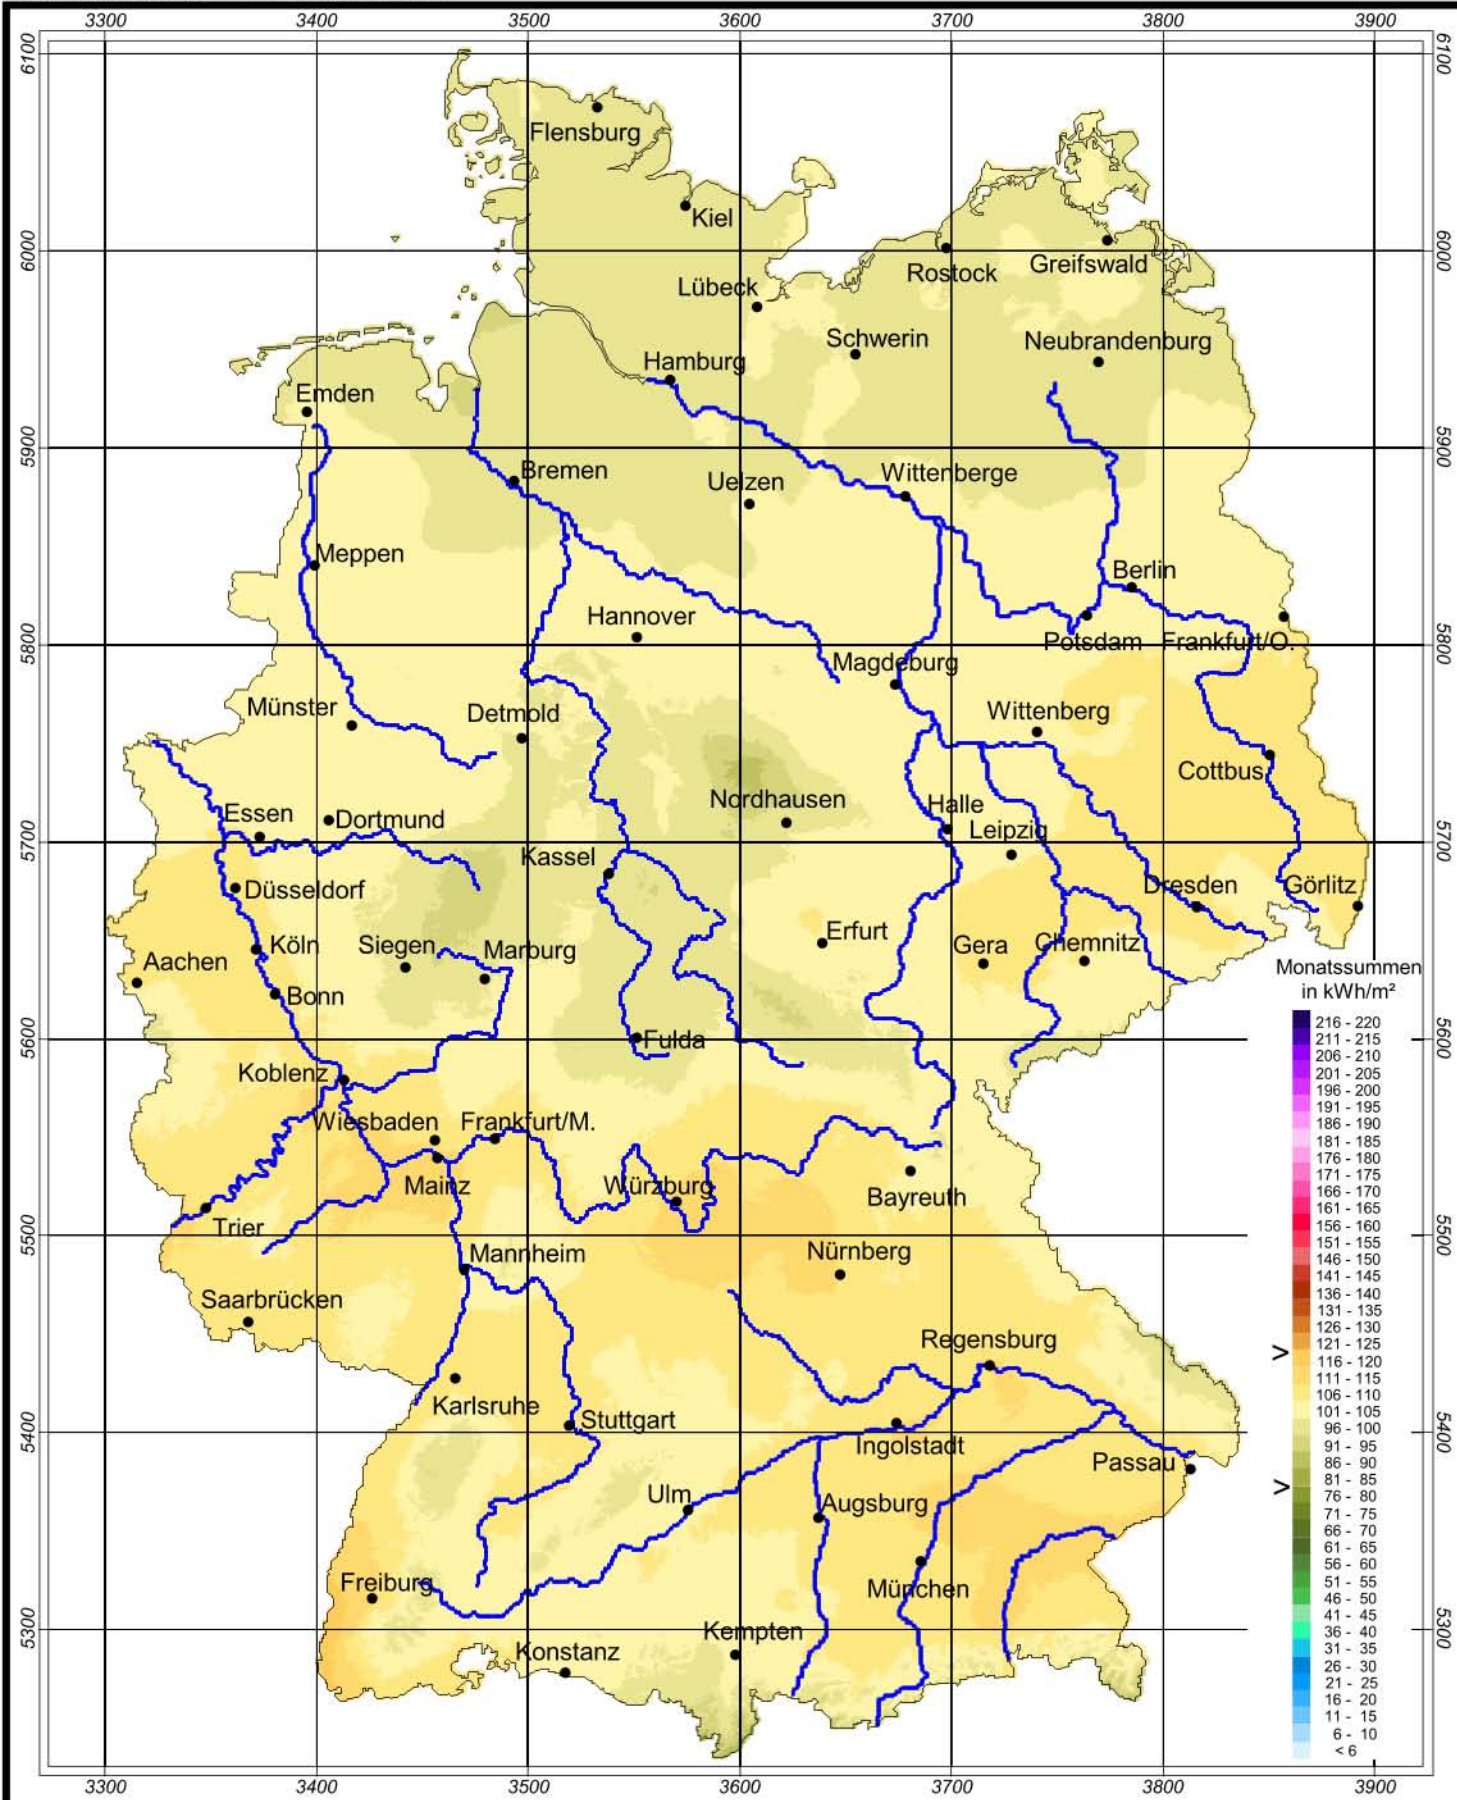 3300 3400 3500 3600 3700 3800 3900
6100 6100
Flensburg
Kiel
6000 Rostock Greifswald 6000
Lübeck
Schwerin Neubrandenburg
Hamburg
Emden
5900 5900
Bremen Uelzen Wittenberge
Meppen
Berlin
Hannover
5800 Potsdam Frankfurt/O. 5800
Magdeburg
Münster Detmold Wittenberg
Cottbus
Nordhausen Halle
Essen Dortmund Leipzig
5700 5700
Kassel
Düsseldorf Dresden Görlitz
Köln Siegen Marburg Erfurt Gera Chemnitz
Aachen
Bonn
5600 Fulda 5600
Koblenz
Wiesbaden Frankfurt/M.
Mainz Würzburg Bayreuth
Trier
5500 5500
Mannheim Nürnberg
Saarbrücken
Regensburg
Karlsruhe Stuttgart
5400 Ingolstadt 5400
Passau
Ulm Augsburg
Freiburg München
5300 5300
Konstanz Kempten
Monatssummen
in kWh/m²
216 - 220
211 - 215
206 - 210
201 - 205
196 - 200
191 - 195
186 - 190
181 - 185
176 - 180
171 - 175
166 - 170
161 - 165
156 - 160
151 - 155
146 - 150
141 - 145
136 - 140
131 - 135
126 - 130
> 121 - 125
116 - 120
111 - 115
106 - 110
101 - 105
96 - 100
91 - 95
86 - 90
> 81 - 85
76 - 80
71 - 75
66 - 70
61 - 65
56 - 60
51 - 55
46 - 50
41 - 45
36 - 40
31 - 35
26 - 30
21 - 25
16 - 20
11 - 15
6 - 10
< 6
3300 3400 3500 3600 3700 3800 3900